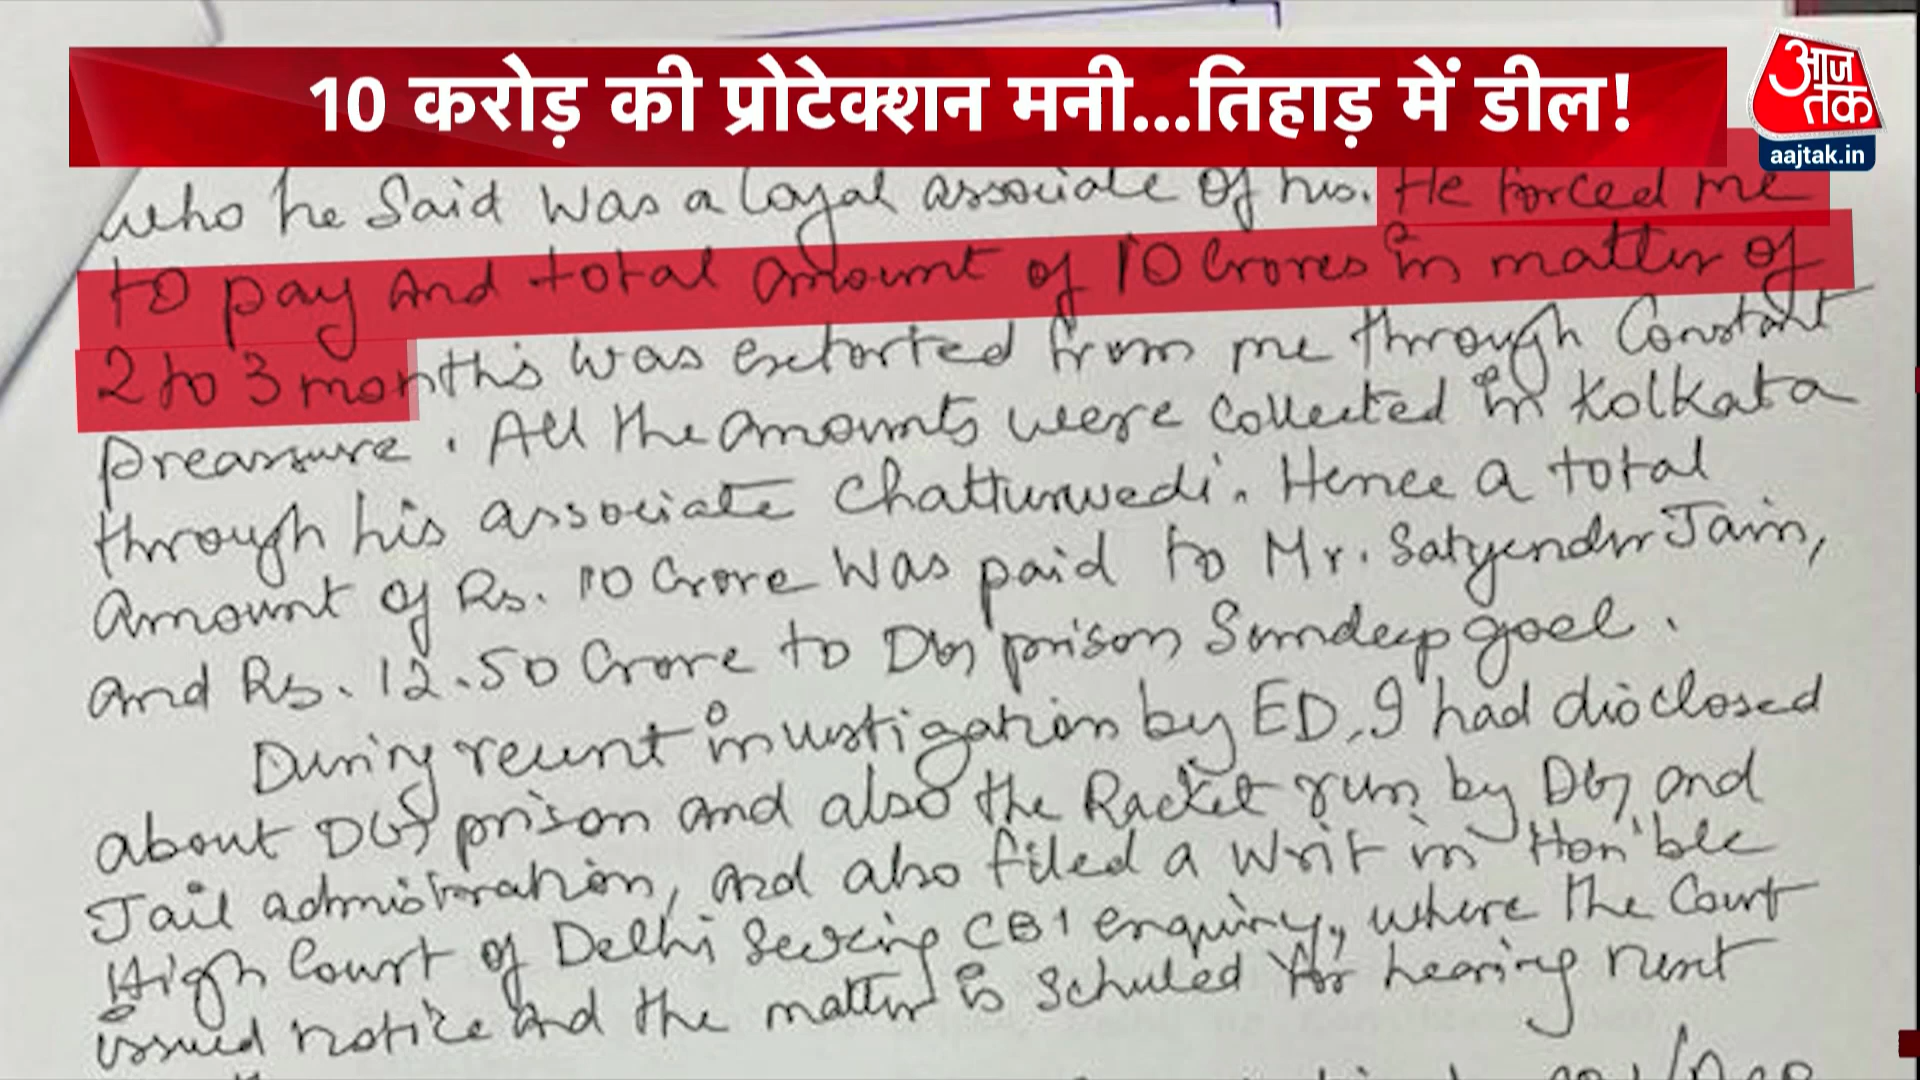 10 करोड़ की प्रोटेक्शन मनी...तिहाड़ में डील!
आज तक
aajtak.in
who he said was a loyal associate of his. He forced me
to pay and total amount of 10 Crores in matter of
2 to 3 months was extorted from me through Constant
preassure. All the amounts were collected in Kolkata
through his associate Chatturwedi. Hence a total
Amount of Rs. 10 Crore was paid to Mr. Satyender Jain,
and Rs. 12.50 Crore to DG prison Sundeep goel.
During recent investigation by ED, I had disclosed
about DG prison and also the Racket run by DG and
Jail administration, and also filed a writ in Hon'ble
High Court of Delhi seeking CBI enquiry, where the Court
issued notice and the matter is schuled for hearing next